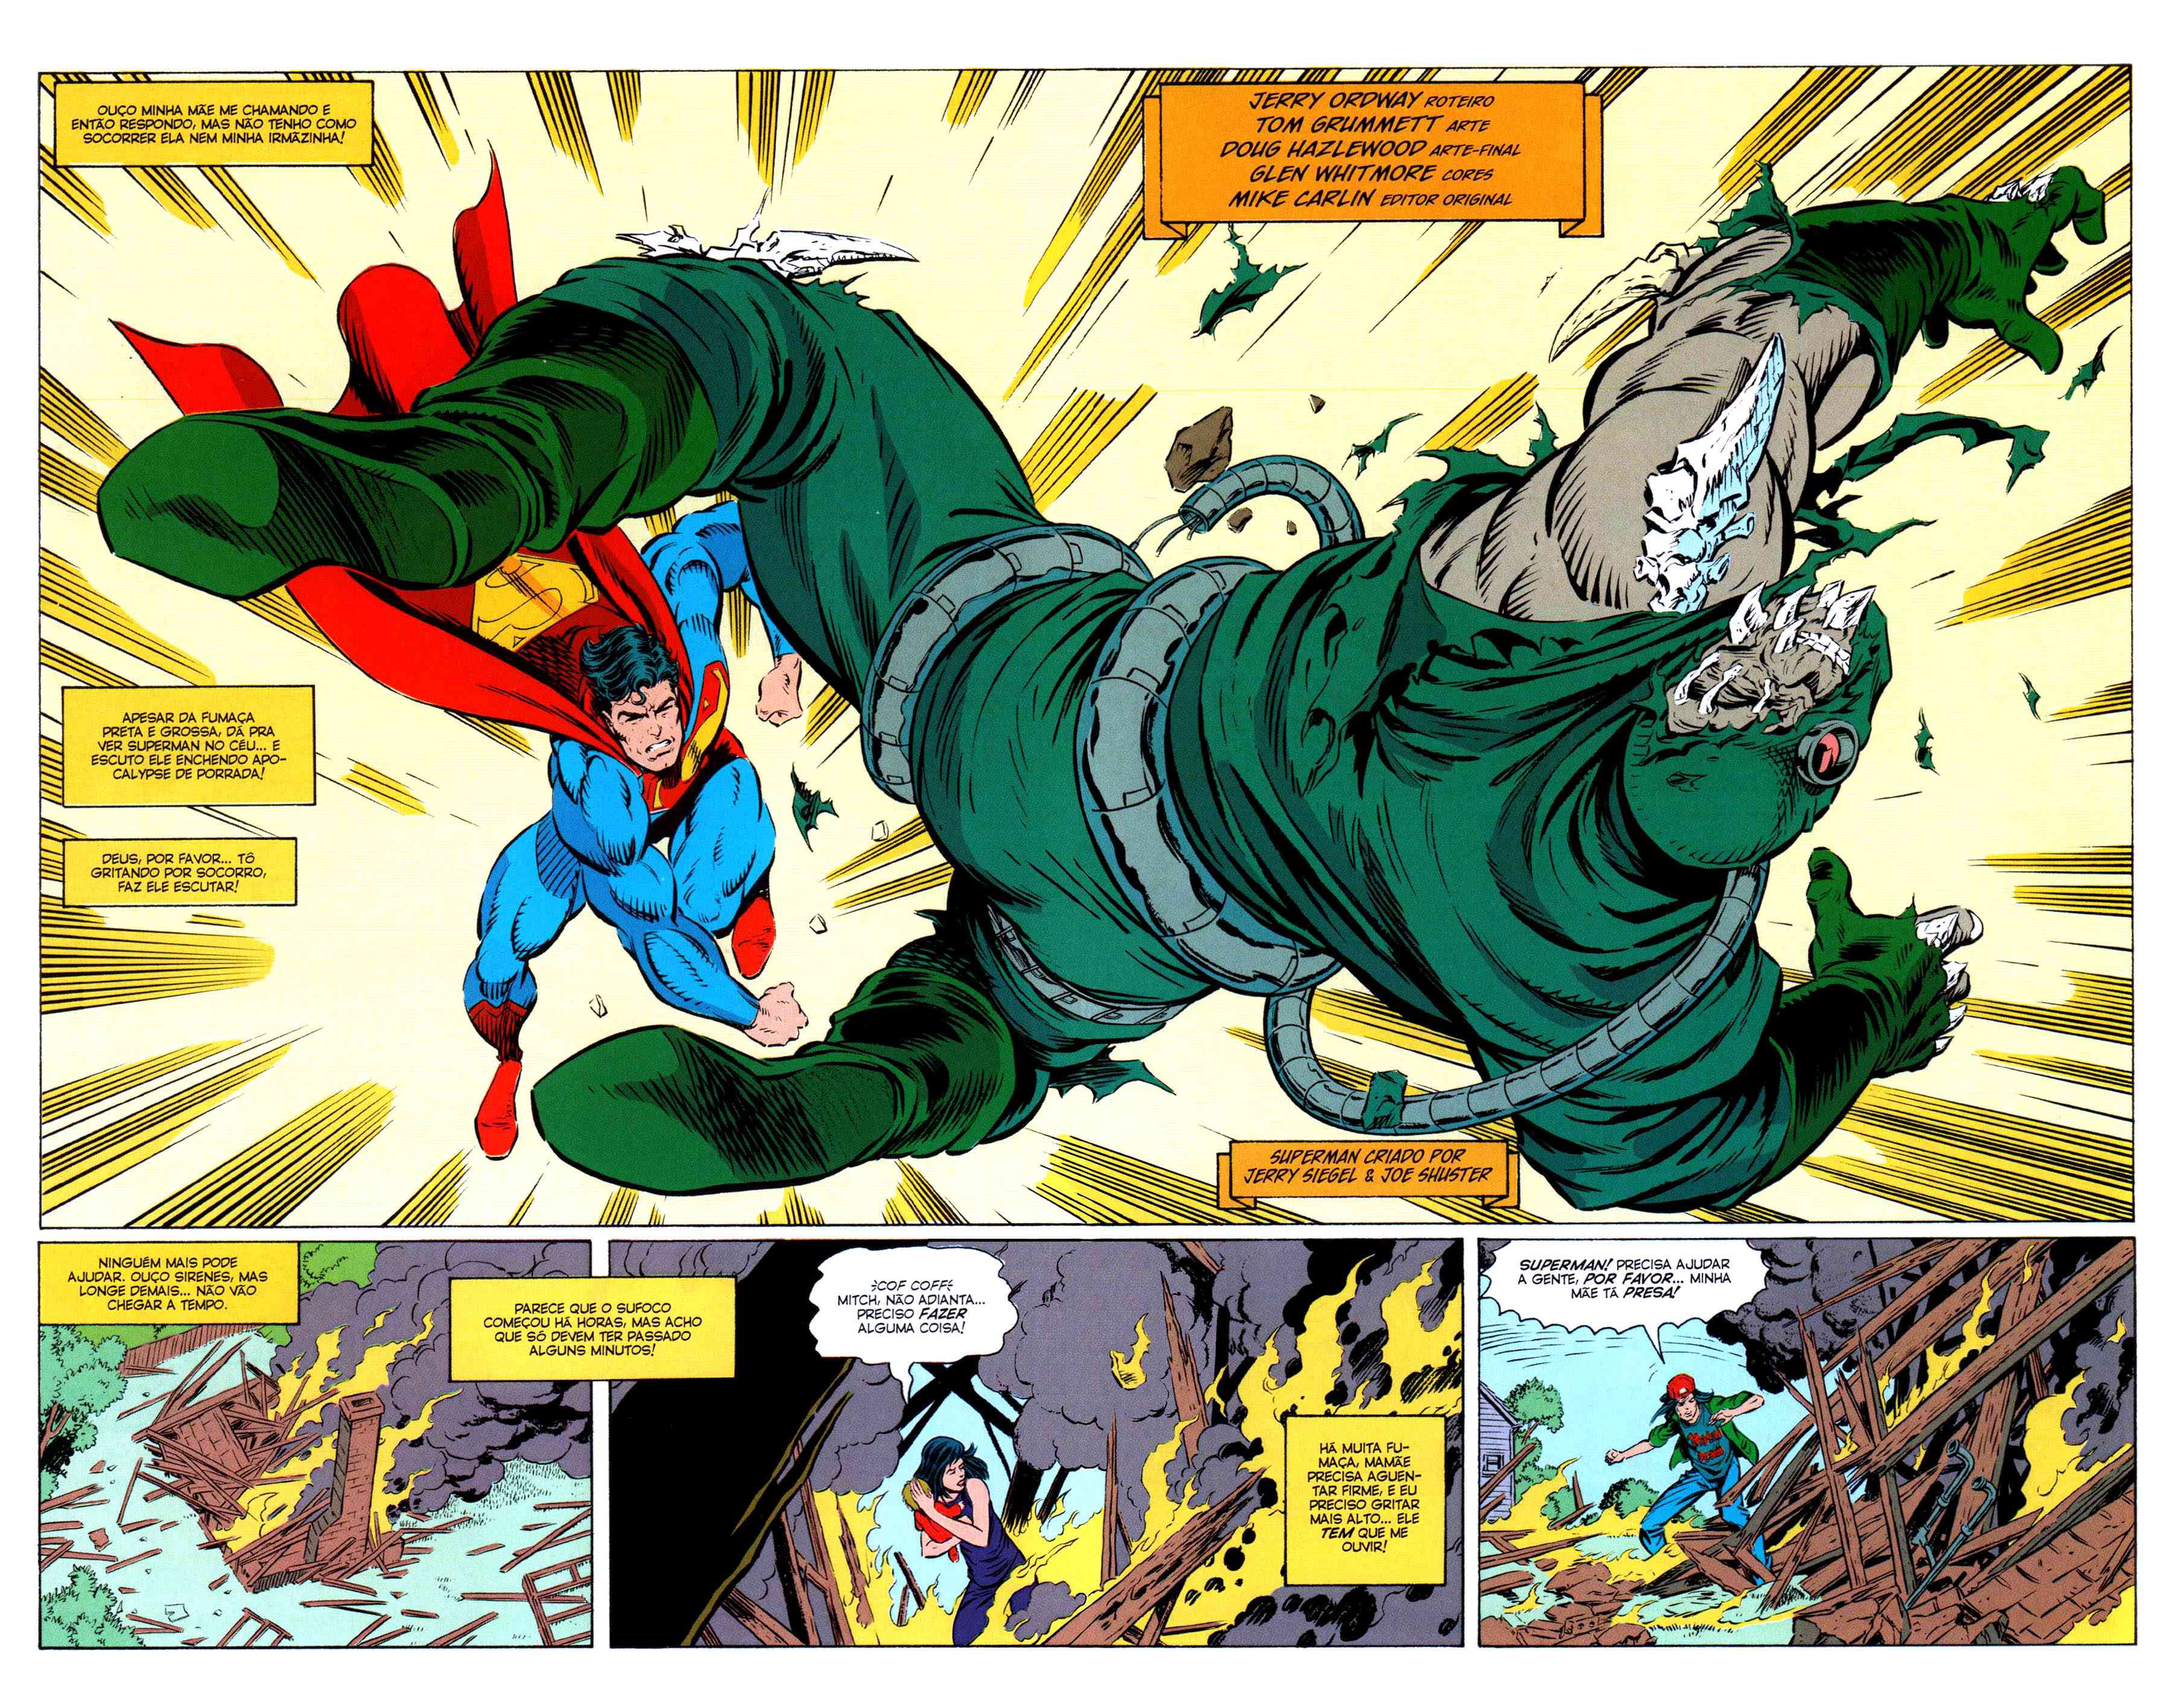 OUÇO MINHA MÃE ME CHAMANDO E
ENTÃO RESPONDO, MAS NÃO TENHO COMO
SOCORRER ELA NEM MINHA IRMÃZINHA!
JERRY ORDWAY ROTEIRO
TOM GRUMMETT ARTE
DOUG HAZLEWOOD ARTE-FINAL
GLEN WHITMORE CORES
MIKE CARLIN EDITOR ORIGINAL
APESAR DA FUMAÇA
PRETA E GROSSA, DÁ PRA
VER SUPERMAN NO CÉU... E
ESCUTO ELE ENCHENDO APO-
CALYPSE DE PORRADA!
DEUS, POR FAVOR... TÔ
GRITANDO POR SOCORRO,
FAZ ELE ESCUTAR!
SUPERMAN CRIADO POR
JERRY SIEGEL & JOE SHUSTER
NINGUÉM MAIS PODE
AJUDAR. OUÇO SIRENES, MAS
LONGE DEMAIS... NÃO VÃO
CHEGAR A TEMPO.
PARECE QUE O SUFOCO
COMEÇOU HÁ HORAS, MAS ACHO
QUE SÓ DEVEM TER PASSADO
ALGUNS MINUTOS!
COF COFF
MITCH, NÃO ADIANTA...
PRECISO FAZER
ALGUMA COISA!
HÁ MUITA FU-
MAÇA, MAMÃE
PRECISA AGUEN-
TAR FIRME, E EU
PRECISO GRITAR
MAIS ALTO... ELE
TEM QUE ME
OUVIR!
SUPERMAN! PRECISA AJUDAR
A GENTE, POR FAVOR... MINHA
MÃE TÁ PRESA!